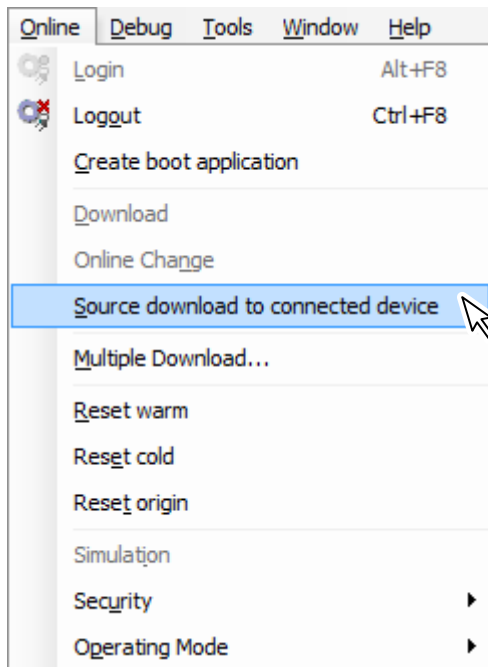 Online Debug Tools Window Help
Login Alt+F8
Logout Ctrl+F8
Create boot application
Download
Online Change
Source download to connected device
Multiple Download...
Reset warm
Reset cold
Reset origin
Simulation
Security
Operating Mode